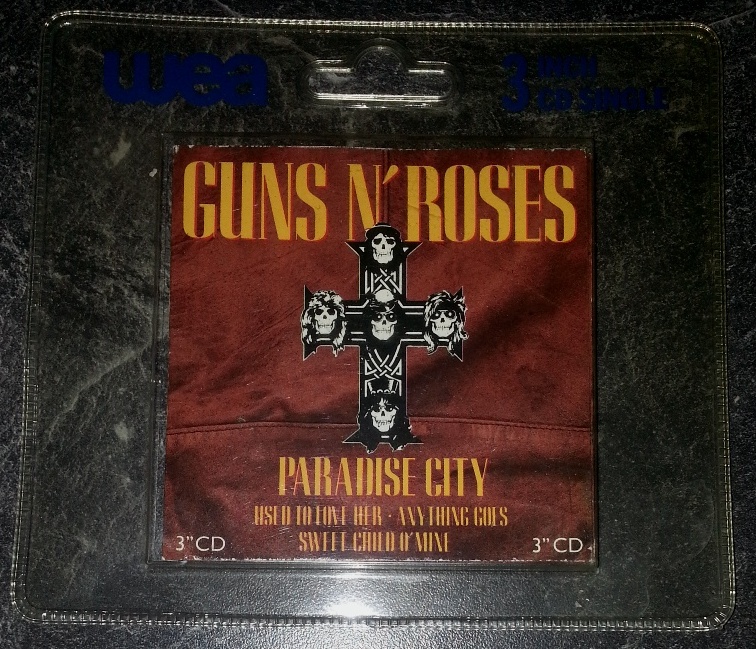 wea
3 INCH
CD SINGLE
GUNS N' ROSES
PARADISE CITY
USED TO LOVE HER · ANYTHING GOES
SWEET CHILD O' MINE
3" CD
3" CD